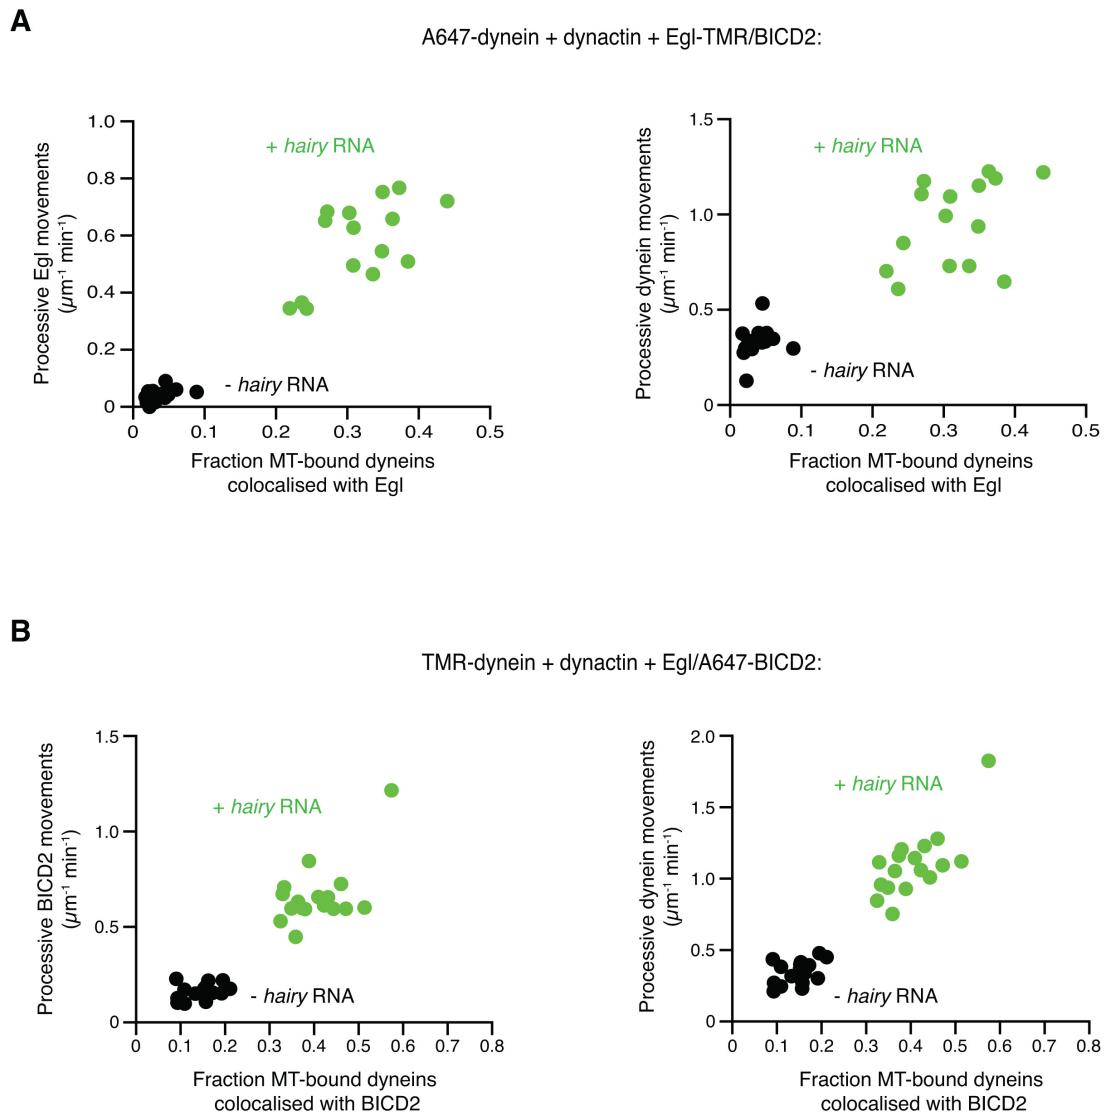 A
A647-dynein + dynactin + Egl-TMR/BICD2:
Processive Egl movements
(µm-1 min-1)
1.0
0.8
0.6
0.4
0.2
0
+ hairy RNA
- hairy RNA
0 0.1 0.2 0.3 0.4 0.5
Fraction MT-bound dyneins
colocalised with Egl
Processive dynein movements
(µm-1 min-1)
1.5
1.0
0.5
0
+ hairy RNA
- hairy RNA
0 0.1 0.2 0.3 0.4 0.5
Fraction MT-bound dyneins
colocalised with Egl
B
TMR-dynein + dynactin + Egl/A647-BICD2:
Processive BICD2 movements
(µm-1 min-1)
1.5
1.0
0.5
0
+ hairy RNA
- hairy RNA
0 0.1 0.2 0.3 0.4 0.5 0.6 0.7 0.8
Fraction MT-bound dyneins
colocalised with BICD2
Processive dynein movements
(µm-1 min-1)
2.0
1.5
1.0
0.5
0
+ hairy RNA
- hairy RNA
0 0.1 0.2 0.3 0.4 0.5 0.6 0.7 0.8
Fraction MT-bound dyneins
colocalised with BICD2